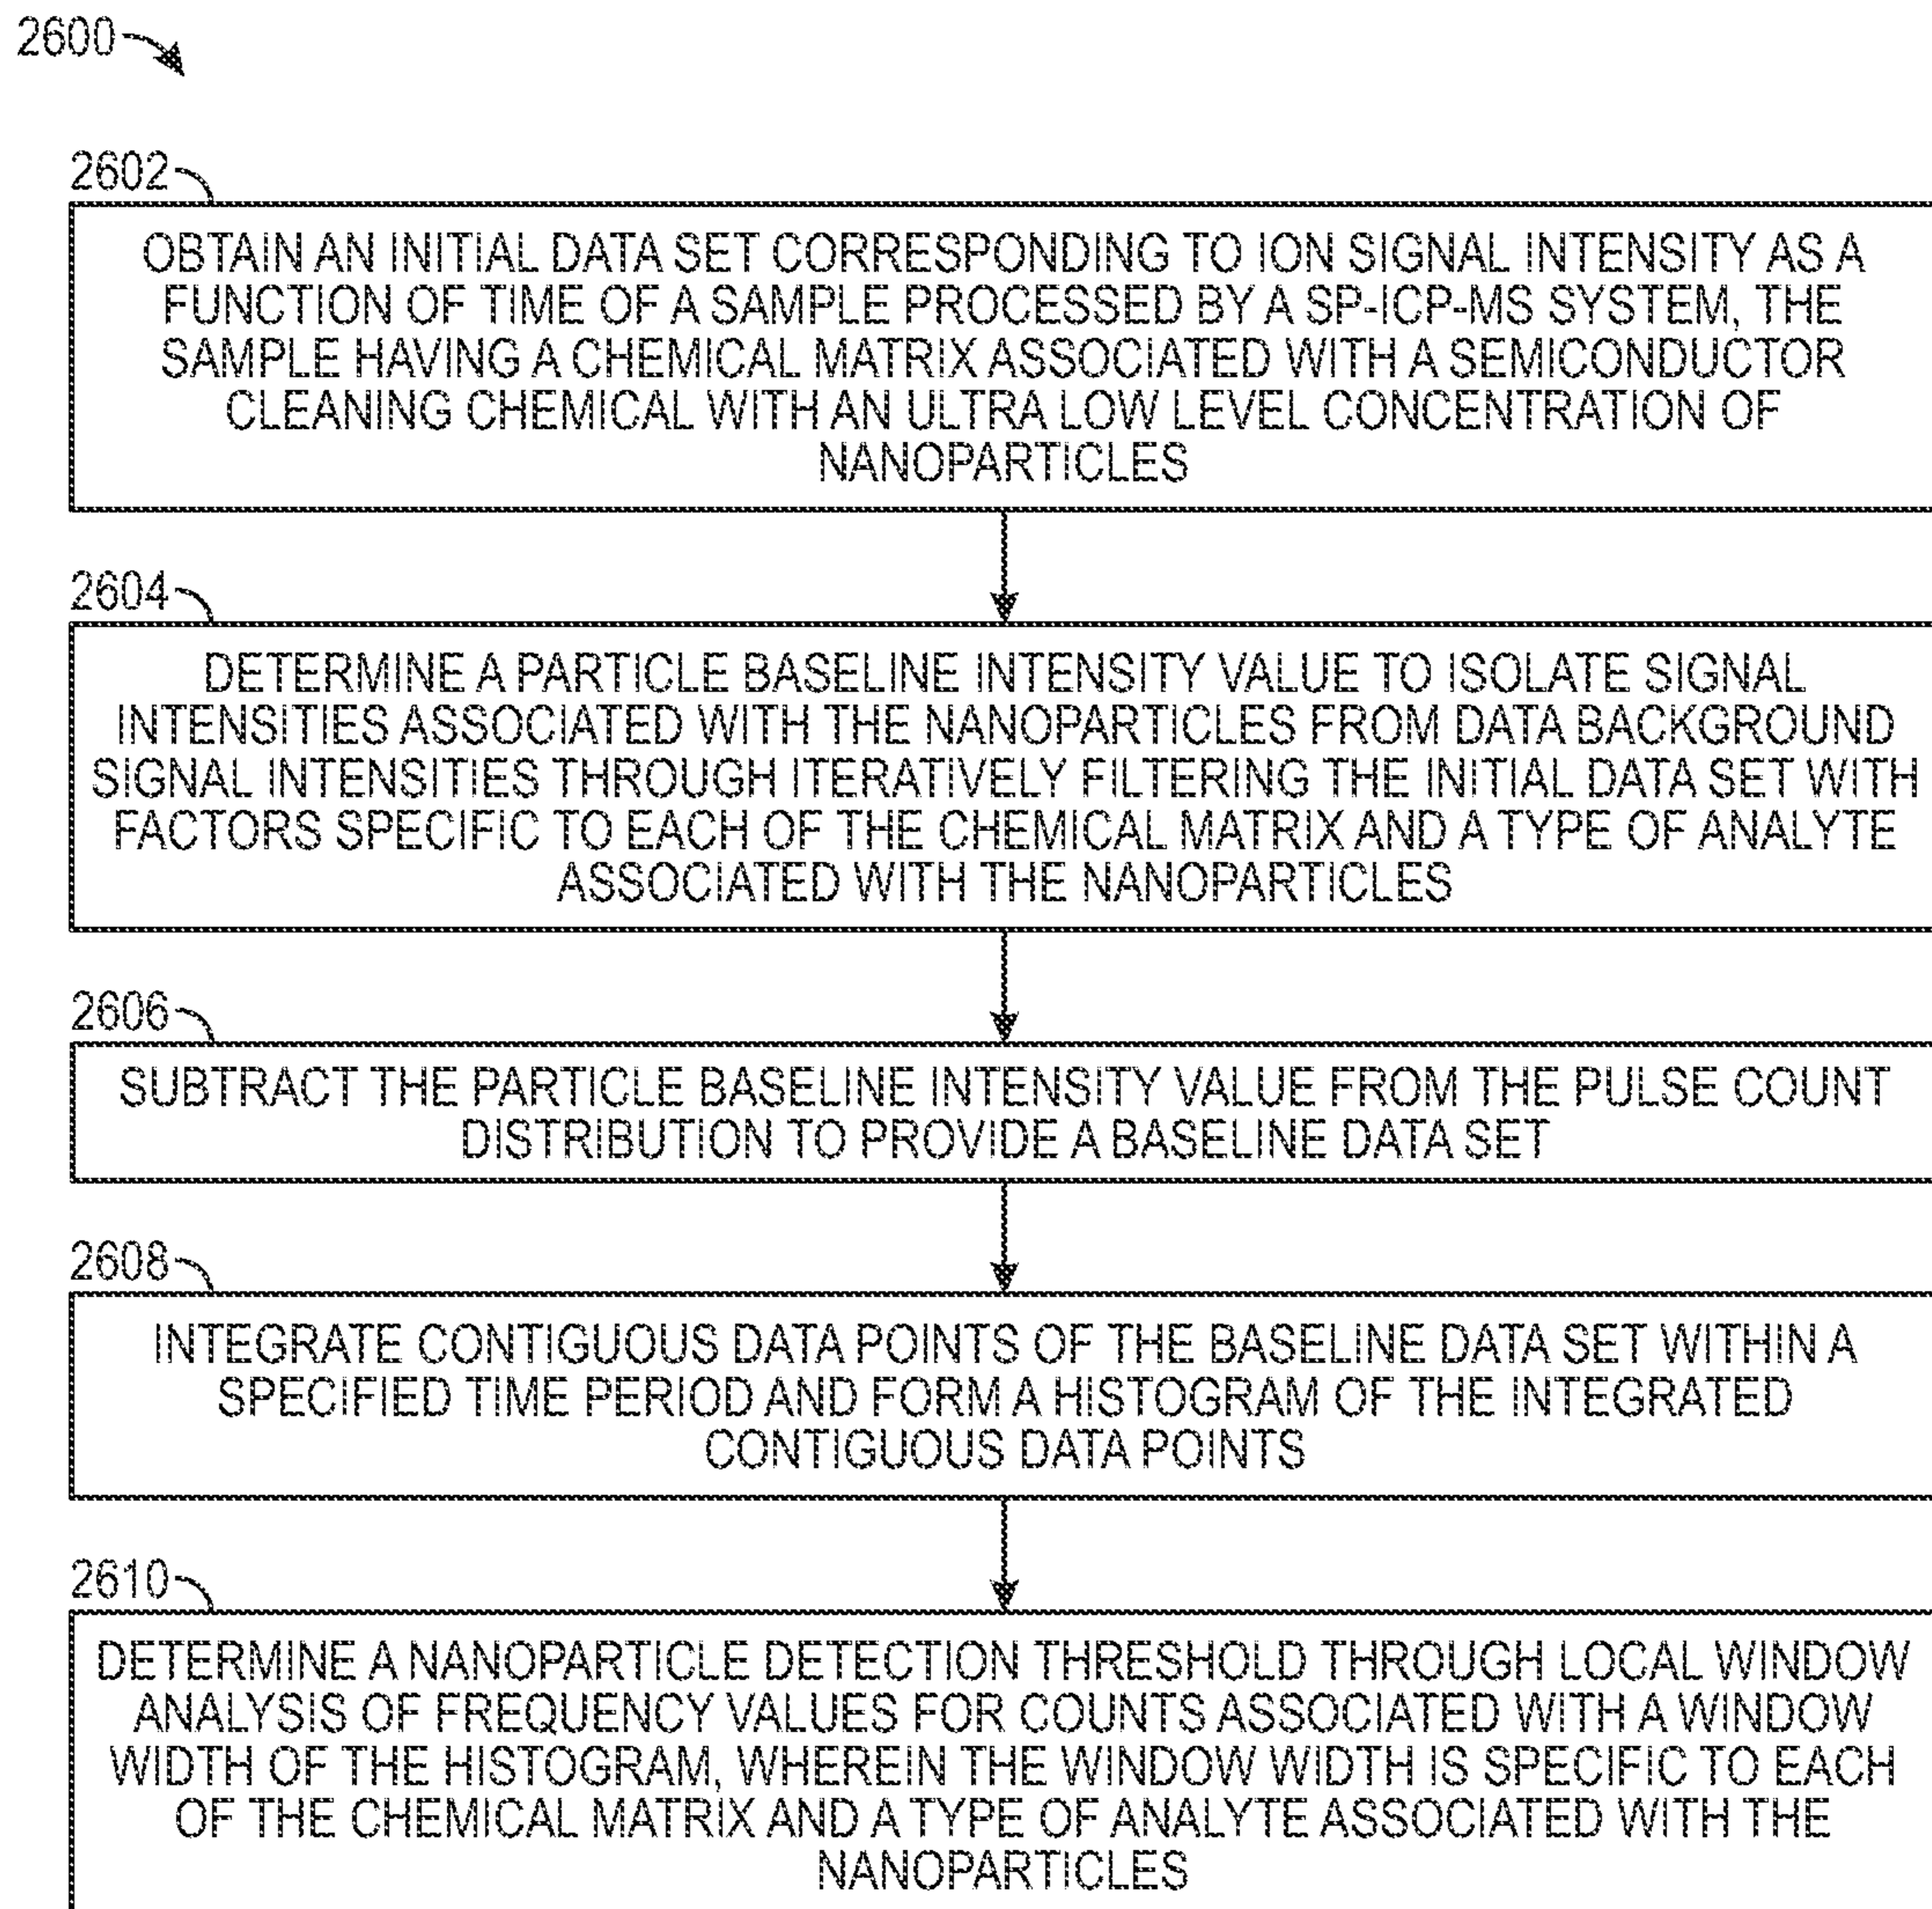 2600
2602
OBTAIN AN INITIAL DATA SET CORRESPONDING TO ION SIGNAL INTENSITY AS A
FUNCTION OF TIME OF A SAMPLE PROCESSED BY A SP-ICP-MS SYSTEM, THE
SAMPLE HAVING A CHEMICAL MATRIX ASSOCIATED WITH A SEMICONDUCTOR
CLEANING CHEMICAL WITH AN ULTRA LOW LEVEL CONCENTRATION OF
NANOPARTICLES
2604
DETERMINE A PARTICLE BASELINE INTENSITY VALUE TO ISOLATE SIGNAL
INTENSITIES ASSOCIATED WITH THE NANOPARTICLES FROM DATA BACKGROUND
SIGNAL INTENSITIES THROUGH ITERATIVELY FILTERING THE INITIAL DATA SET WITH
FACTORS SPECIFIC TO EACH OF THE CHEMICAL MATRIX AND A TYPE OF ANALYTE
ASSOCIATED WITH THE NANOPARTICLES
2606
SUBTRACT THE PARTICLE BASELINE INTENSITY VALUE FROM THE PULSE COUNT
DISTRIBUTION TO PROVIDE A BASELINE DATA SET
2608
INTEGRATE CONTIGUOUS DATA POINTS OF THE BASELINE DATA SET WITHIN A
SPECIFIED TIME PERIOD AND FORM A HISTOGRAM OF THE INTEGRATED
CONTIGUOUS DATA POINTS
2610
DETERMINE A NANOPARTICLE DETECTION THRESHOLD THROUGH LOCAL WINDOW
ANALYSIS OF FREQUENCY VALUES FOR COUNTS ASSOCIATED WITH A WINDOW
WIDTH OF THE HISTOGRAM, WHEREIN THE WINDOW WIDTH IS SPECIFIC TO EACH
OF THE CHEMICAL MATRIX AND A TYPE OF ANALYTE ASSOCIATED WITH THE
NANOPARTICLES